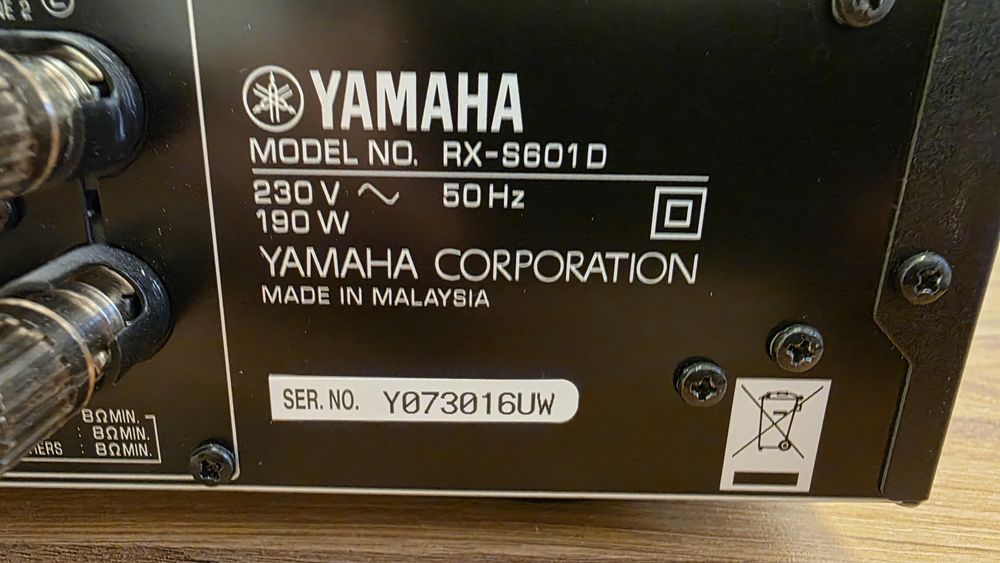 YAMAHA
MODEL NO. RX-S601D
230 V ~ 50 Hz
190 W
YAMAHA CORPORATION
MADE IN MALAYSIA
SER. NO. Y073016UW
8ΩMIN.
: 8ΩMIN.
: 8ΩMIN.